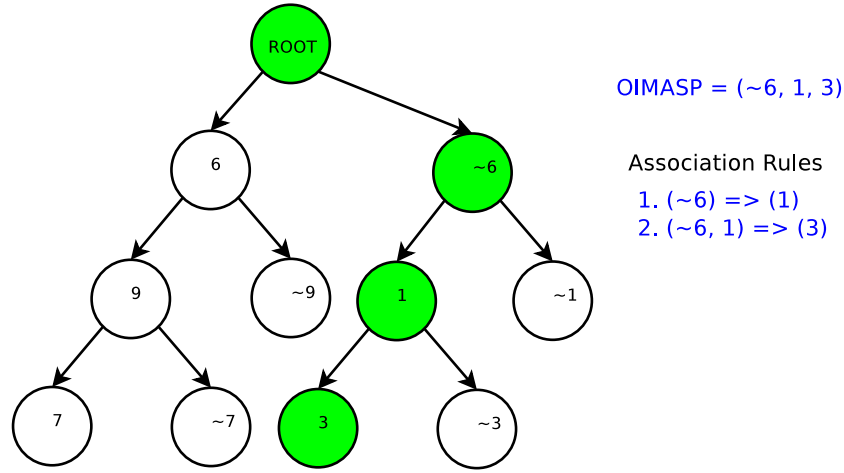 ROOT
OIMASP = (~6, 1, 3)
6
~6
Association Rules
1. (~6) => (1)
2. (~6, 1) => (3)
9
~9
1
~1
7
~7
3
~3